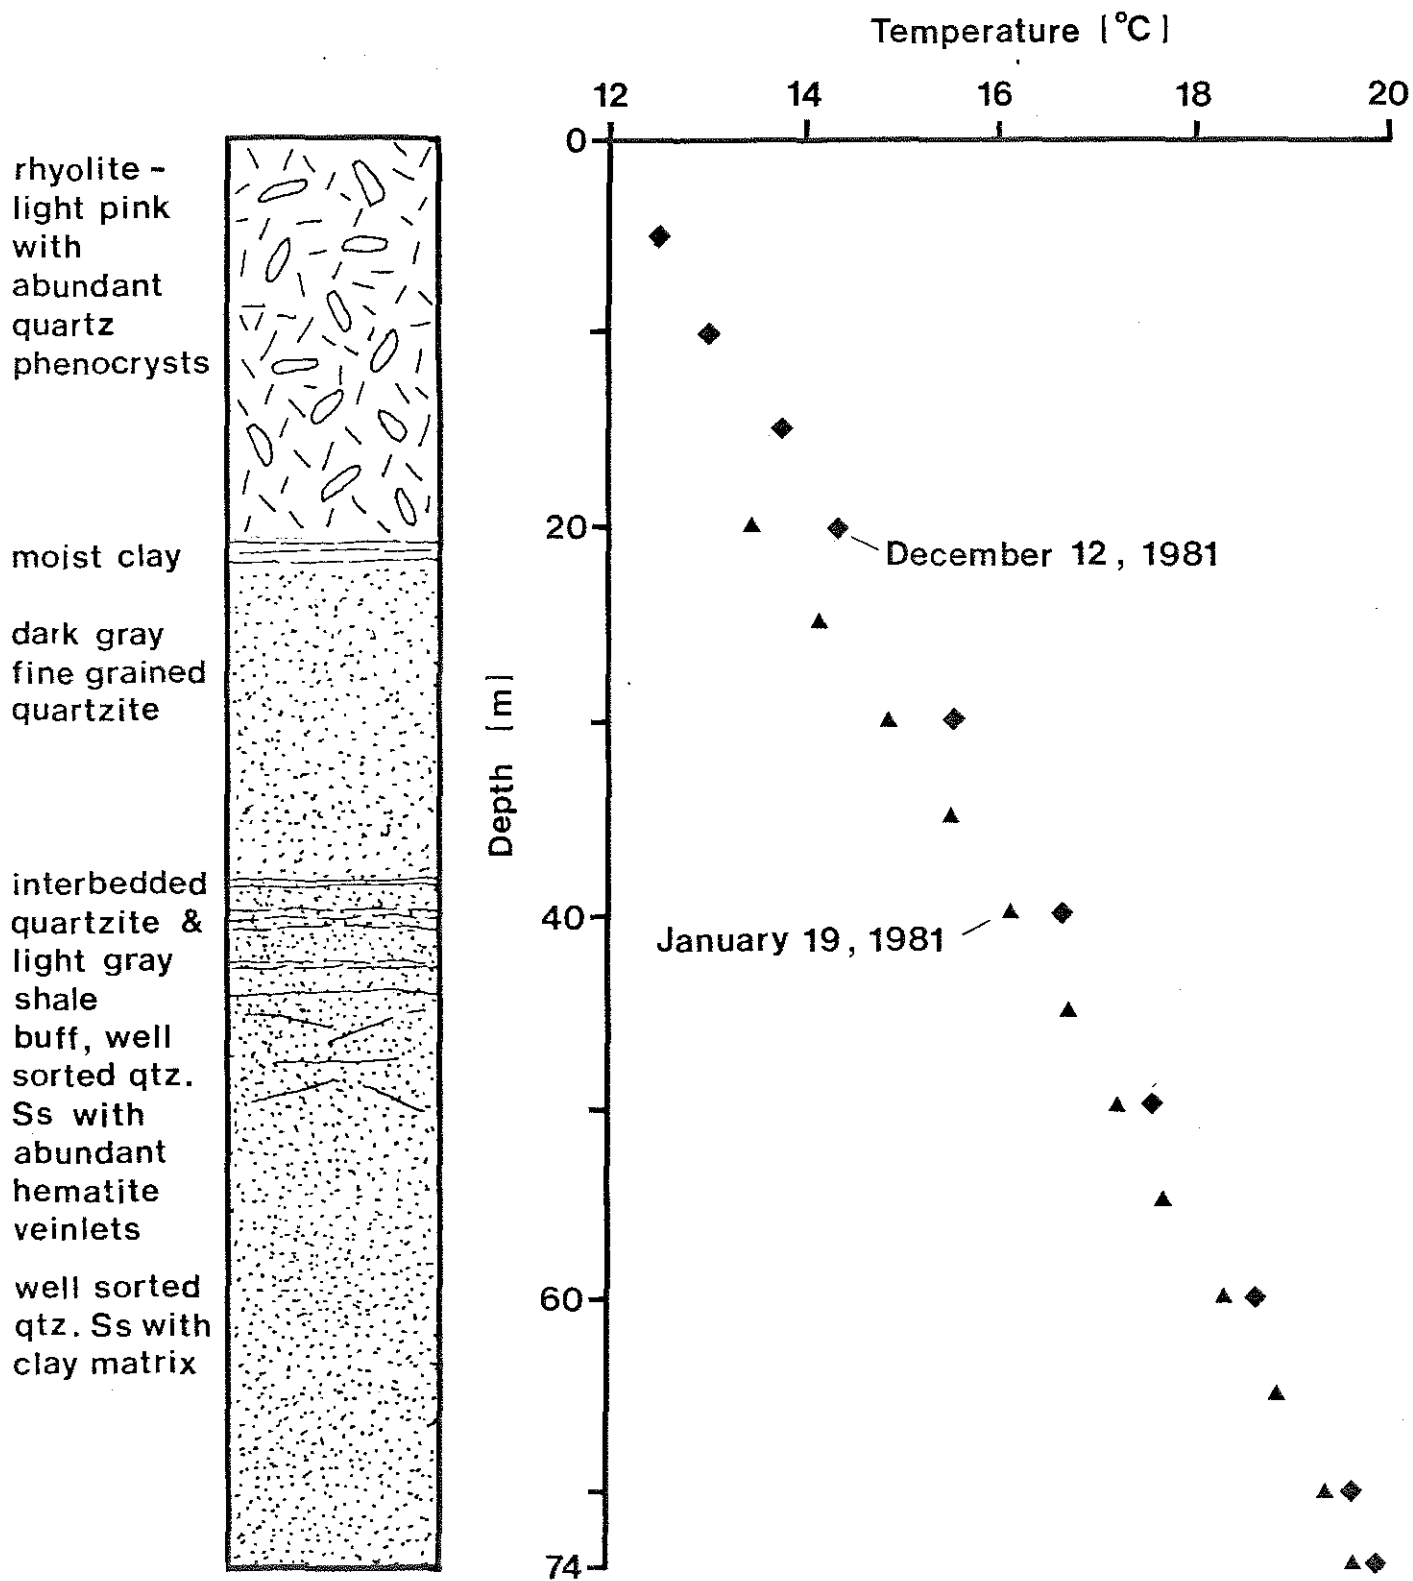 Temperature [°C]
12 14 16 18 20
0
rhyolite -
light pink
with
abundant
quartz
phenocrysts
20
December 12, 1981
moist clay
dark gray
fine grained
quartzite
Depth [m]
interbedded
quartzite &
light gray
shale
40
January 19, 1981
buff, well
sorted qtz.
Ss with
abundant
hematite
veinlets
60
well sorted
qtz. Ss with
clay matrix
74